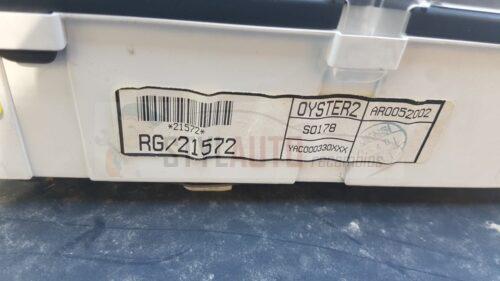 *21572*
RG/21572
OYSTER2
S0178
YAC000330XXX
AR0052002